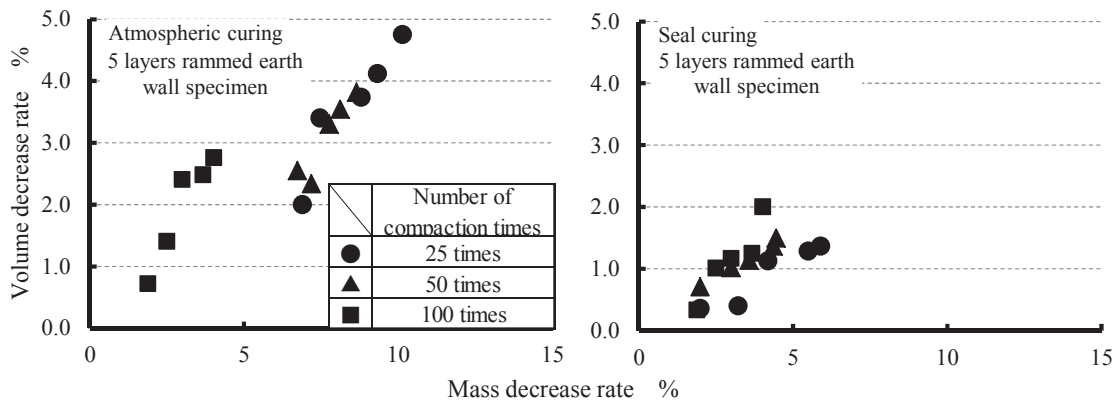 Volume decrease rate %
5.0
4.0
3.0
2.0
1.0
0.0
Atmospheric curing
5 layers rammed earth
wall specimen
Number of
compaction times
25 times
50 times
100 times
0 5 10 15
5.0
4.0
3.0
2.0
1.0
0.0
Seal curing
5 layers rammed earth
wall specimen
0 5 10 15
Mass decrease rate %